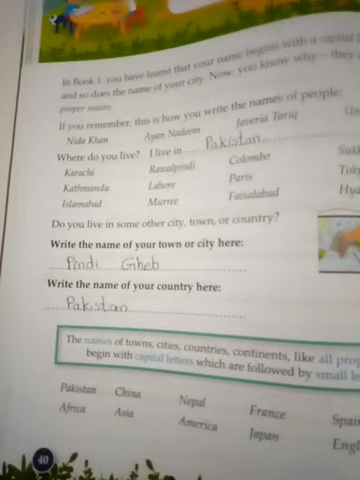 In Book 1, you have learnt that your name begins with a capital
and so does the name of your city. Now, you know why - they
proper nouns.
If you remember, this is how you write the names of people:
Nida Khan Ayan Nadeem Javeria Tariq
Where do you live? I live in Pakistan
Karachi Rawalpindi Colombo
Kathmandu Lahore Paris
Islamabad Murree Faisalabad
Do you live in some other city, town, or country?
Write the name of your town or city here:
Pindi Gheb
Write the name of your country here:
Pakistan
The names of towns, cities, countries, continents, like all
begin with capital letters which are followed by small
Pakistan China Nepal France
Africa Asia America Japan
40